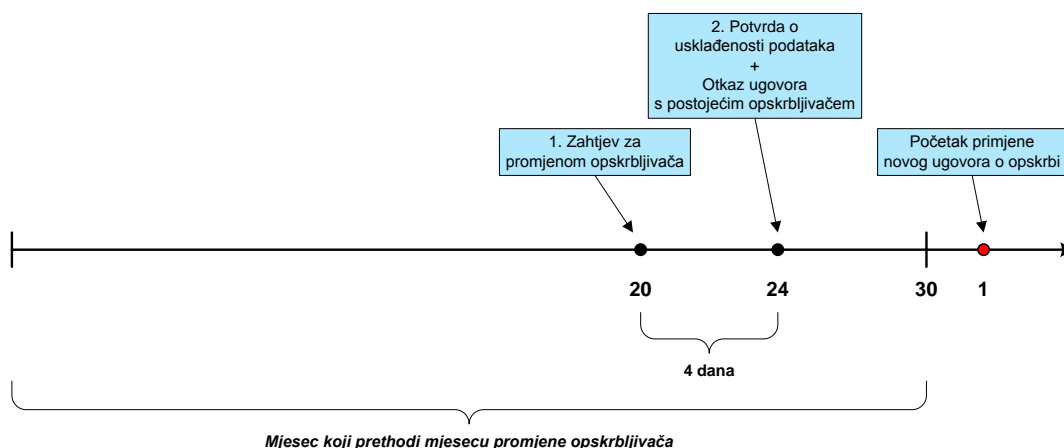 2. Potvrda o
usklađenosti podataka
+
Otkaz ugovora
s postojećim opskrbljivačem
1. Zahtjev za
promjenom opskrbljivača
Početak primjene
novog ugovora o opskrbi
20
24
30
1
4 dana
Mjesec koji prethodi mjesecu promjene opskrbljivača